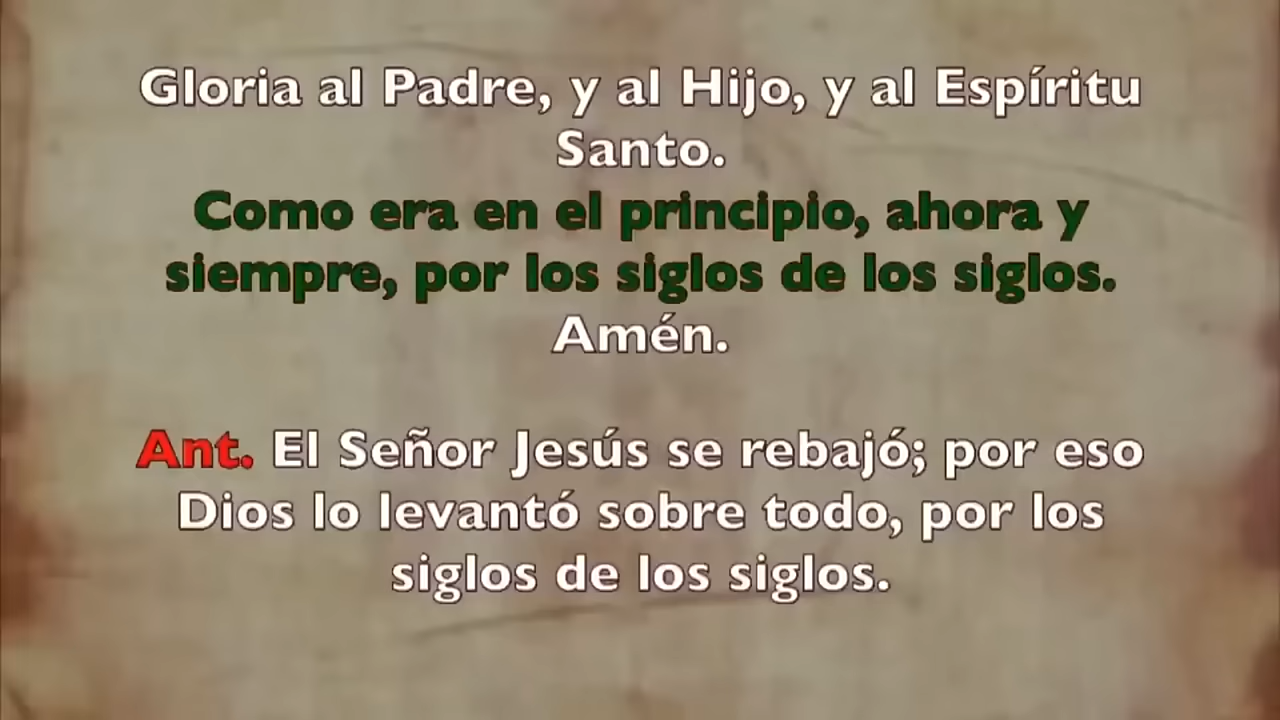 Gloria al Padre, y al Hijo, y al Espíritu
Santo.
Como era en el principio, ahora y
siempre, por los siglos de los siglos.
Amén.
Ant. El Señor Jesús se rebajó; por eso
Dios lo levantó sobre todo, por los
siglos de los siglos.